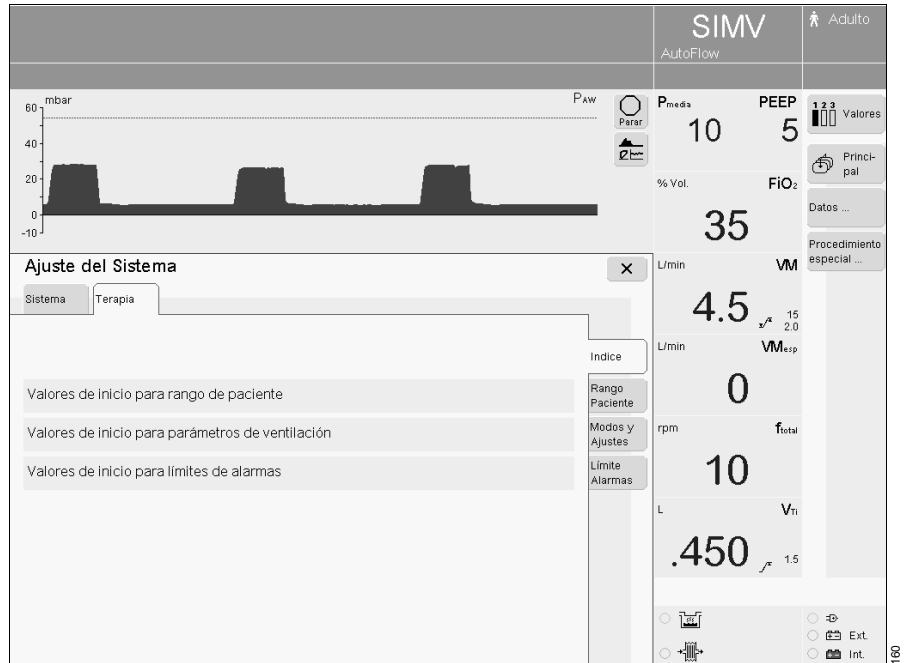 SIMV
AutoFlow
Adulto
mbar
PAW
60
40
20
0
-10
Parar
Pmedia
PEEP
10
5
1 2 3
Valores
Princi-
pal
Datos ...
Procedimiento
especial ...
% Vol.
FiO2
35
Ajuste del Sistema
Sistema
Terapia
Indice
Rango
Paciente
Modos y
Ajustes
Límite
Alarmas
Valores de inicio para rango de paciente
Valores de inicio para parámetros de ventilación
Valores de inicio para límites de alarmas
L/min
VM
4.5
15
2.0
L/min
VMesp
0
rpm
ftotal
10
L
VTi
.450
1.5
Ext.
Int.
160